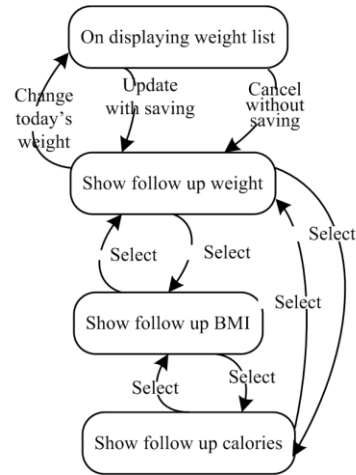 On displaying weight list
Change
today's
weight
Update
with saving
Cancel
without
saving
Show follow up weight
Select
Select
Select
Select
Show follow up BMI
Select
Select
Show follow up calories